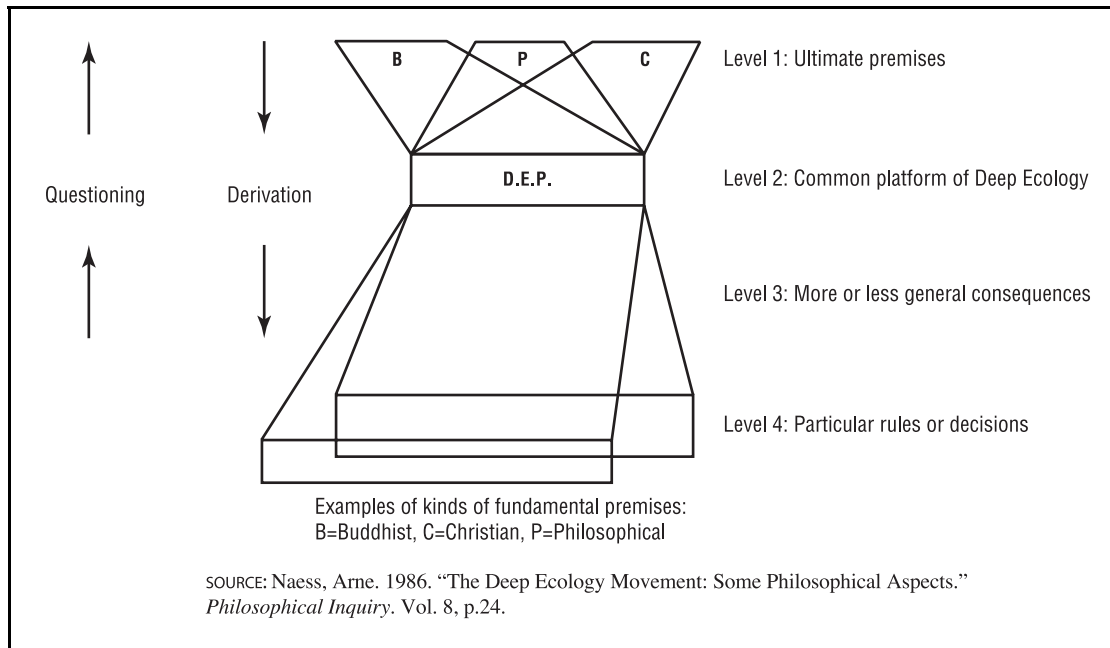 B P C Level 1: Ultimate premises
D.E.P. Level 2: Common platform of Deep Ecology
Questioning Derivation
Level 3: More or less general consequences
Level 4: Particular rules or decisions
Examples of kinds of fundamental premises:
B=Buddhist, C=Christian, P=Philosophical
SOURCE: Naess, Arne. 1986. “The Deep Ecology Movement: Some Philosophical Aspects.”
Philosophical Inquiry. Vol. 8, p.24.